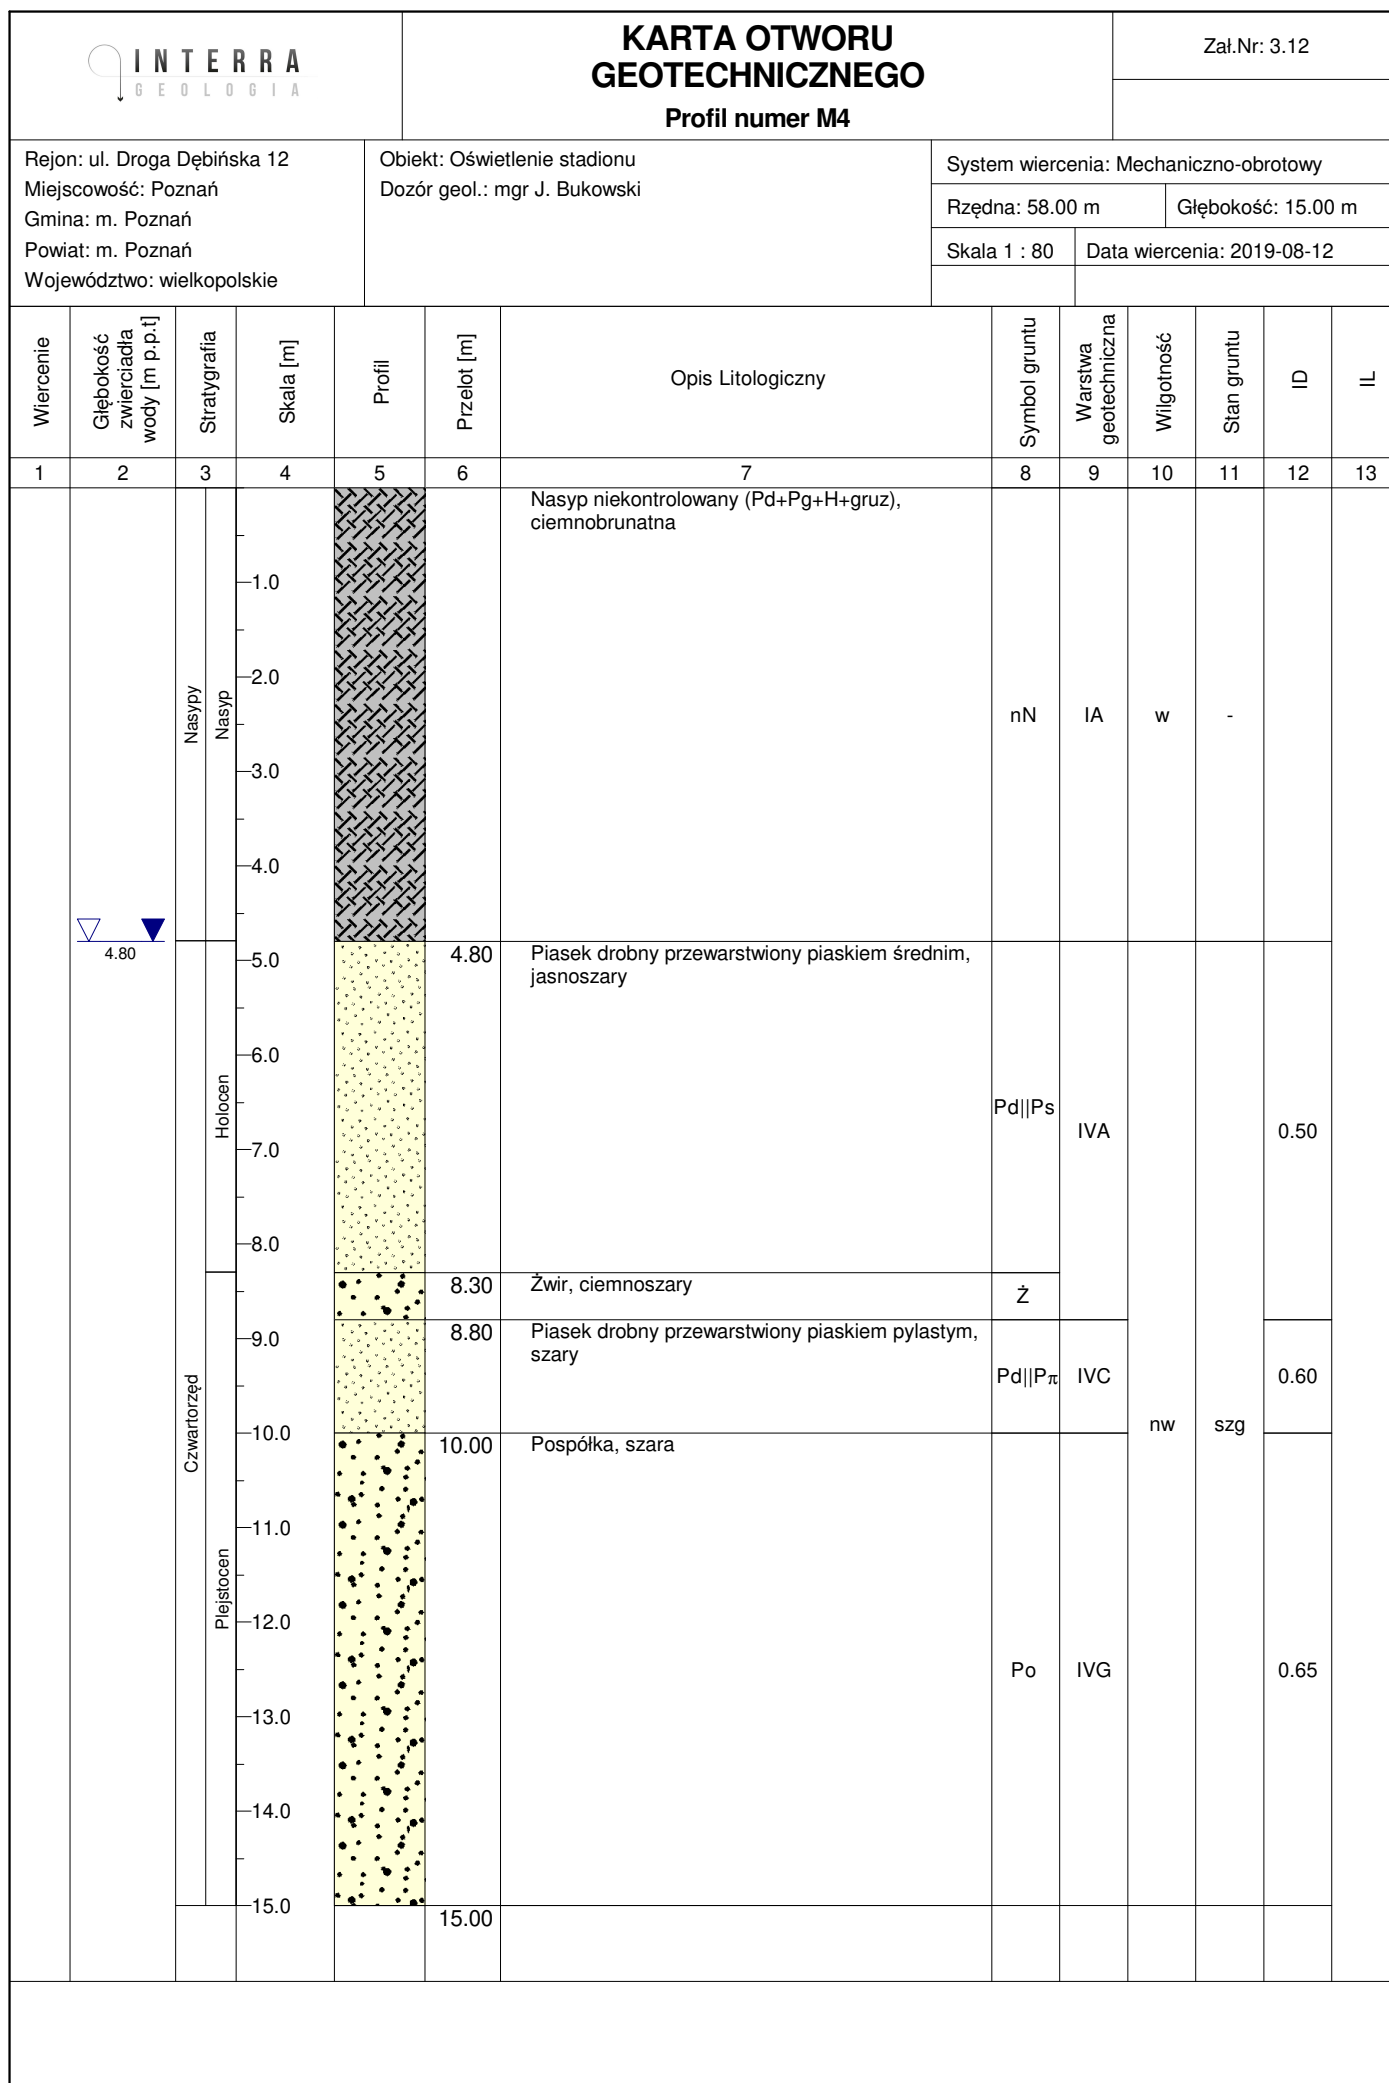 INTERRA
GEOLOGIA
KARTA OTWORU
GEOTECHNICZNEGO
Profil numer M4
Zał.Nr: 3.12
Rejon: ul. Droga Dębińska 12
Miejscowość: Poznań
Gmina: m. Poznań
Powiat: m. Poznań
Województwo: wielkopolskie
Obiekt: Oświetlenie stadionu
Dozór geol.: mgr J. Bukowski
System wiercenia: Mechaniczno-obrotowy
Rzędna: 58.00 m
Głębokość: 15.00 m
Skala 1 : 80
Data wiercenia: 2019-08-12
Wiercenie
Głębokość
zwierciadła
wody [m p.p.t]
Stratygrafia
Skala [m]
Profil
Przelot [m]
Opis Litologiczny
Symbol gruntu
Warstwa
geotechniczna
Wilgotność
Stan gruntu
ID
IL
1 2 3 4 5 6 7 8 9 10 11 12 13
Nasyp niekontrolowany (Pd+Pg+H+gruz),
ciemnobrunatna
1.0
2.0
Nasypy
Nasyp
nN IA w -
3.0
4.0
4.80
5.0
4.80
Piasek drobny przewarstwiony piaskiem średnim,
jasnoszary
6.0
Holocen
Pd||Ps
IVA
0.50
7.0
8.0
8.30
Żwir, ciemnoszary
Ż
9.0
8.80
Piasek drobny przewarstwiony piaskiem pylastym,
szary
Pd||Pπ
IVC
0.60
Czwartorzęd
nw
szg
10.0
10.00
Pospółka, szara
11.0
Plejstocen
12.0
Po
IVG
0.65
13.0
14.0
15.0
15.00